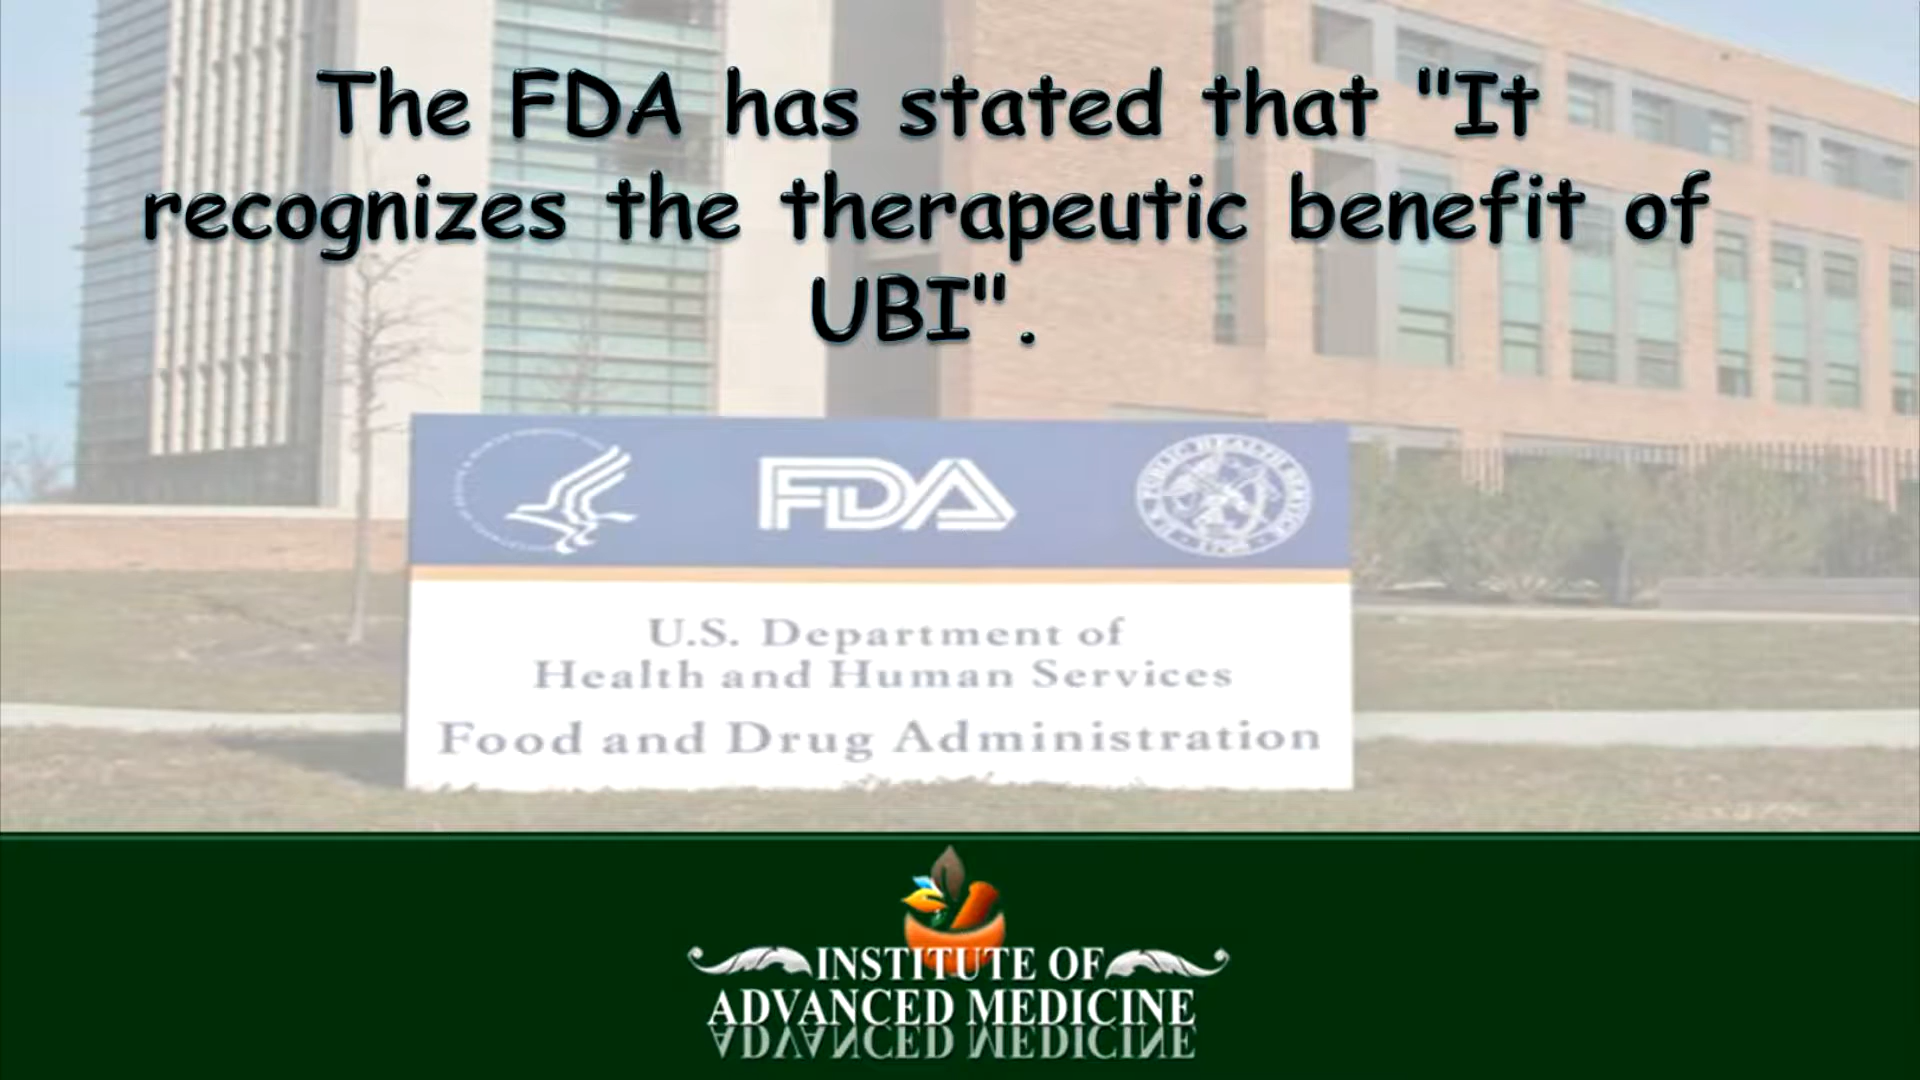 The FDA has stated that "It
recognizes the therapeutic benefit of
UBI".
FDA
U.S. Department of
Health and Human Services
Food and Drug Administration
INSTITUTE OF
ADVANCED MEDICINE